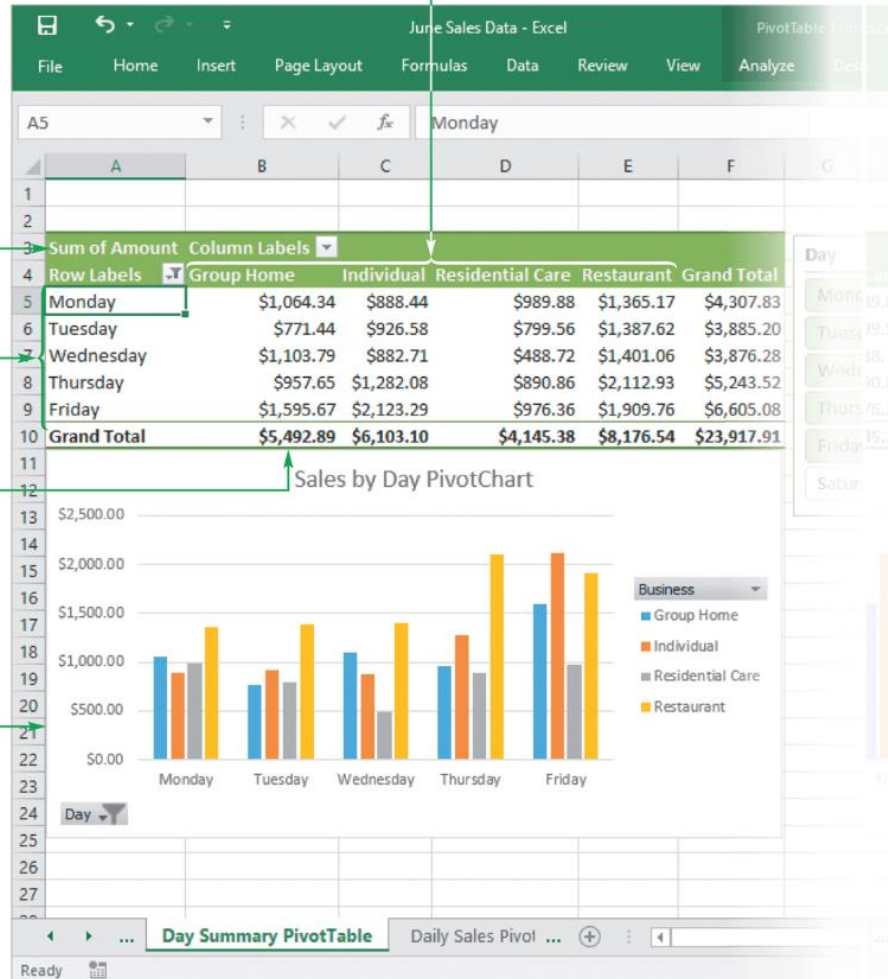 June Sales Data - Excel PivotTable
File Home Insert Page Layout Formulas Data Review View Analyze
A5 fx Monday
A B C D E F G
1
2
3 Sum of Amount Column Labels
4 Row Labels Group Home Individual Residential Care Restaurant Grand Total
5 Monday $1,064.34 $888.44 $989.88 $1,365.17 $4,307.83
6 Tuesday $771.44 $926.58 $799.56 $1,387.62 $3,885.20
7 Wednesday $1,103.79 $882.71 $488.72 $1,401.06 $3,876.28
8 Thursday $957.65 $1,282.08 $890.86 $2,112.93 $5,243.52
9 Friday $1,595.67 $2,123.29 $976.36 $1,909.76 $6,605.08
10 Grand Total $5,492.89 $6,103.10 $4,145.38 $8,176.54 $23,917.91
Day
Friday
Satur
11
12 Sales by Day PivotChart
13 $2,500.00
14
15 $2,000.00
16 Business
17 $1,500.00 Group Home
18 Individual
19 $1,000.00 Residential Care
20 $500.00 Restaurant
21
22 $0.00
23 Monday Tuesday Wednesday Thursday Friday
24 Day
25
26
27
... Day Summary PivotTable Daily Sales Pivot ...
Ready